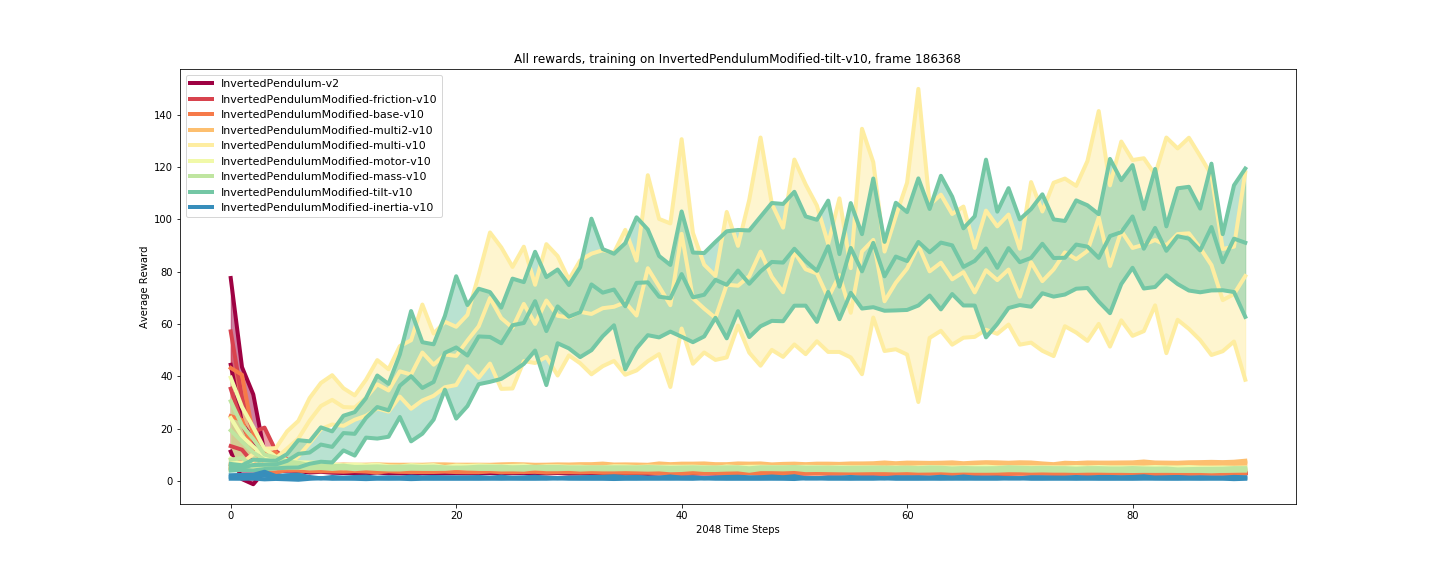 All rewards, training on InvertedPendulumModified-tilt-v10, frame 186368
InvertedPendulum-v2
InvertedPendulumModified-friction-v10
InvertedPendulumModified-base-v10
InvertedPendulumModified-multi2-v10
InvertedPendulumModified-multi-v10
InvertedPendulumModified-motor-v10
InvertedPendulumModified-mass-v10
InvertedPendulumModified-tilt-v10
InvertedPendulumModified-inertia-v10
Average Reward
140
120
100
80
60
40
20
0
0 20 40 60 80
2048 Time Steps